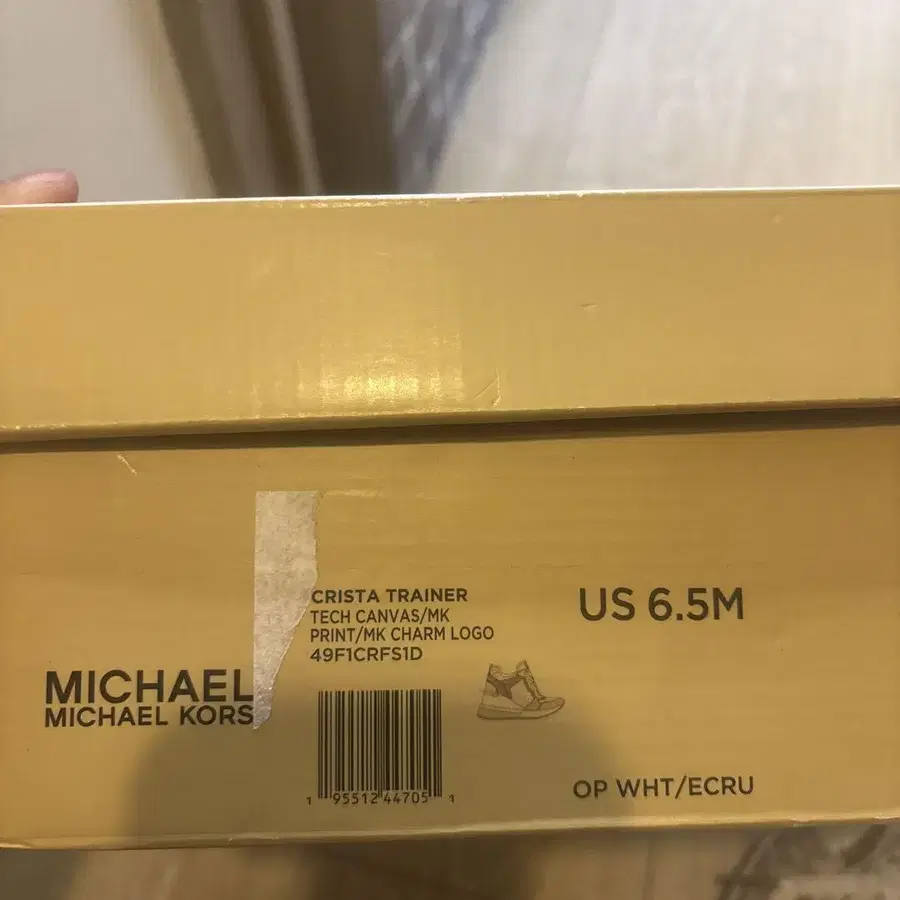 CRISTA TRAINER
TECH CANVAS/MK
PRINT/MK CHARM LOGO
49F1CRFS1D
US 6.5M
MICHAEL
MICHAEL KORS
1 95512 44705 1
OP WHT/ECRU